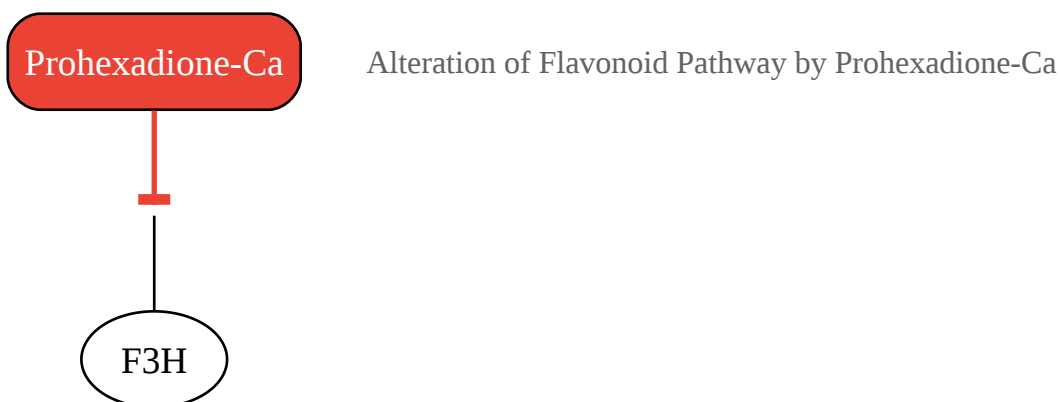 Prohexadione-Ca
Alteration of Flavonoid Pathway by Prohexadione-Ca
F3H